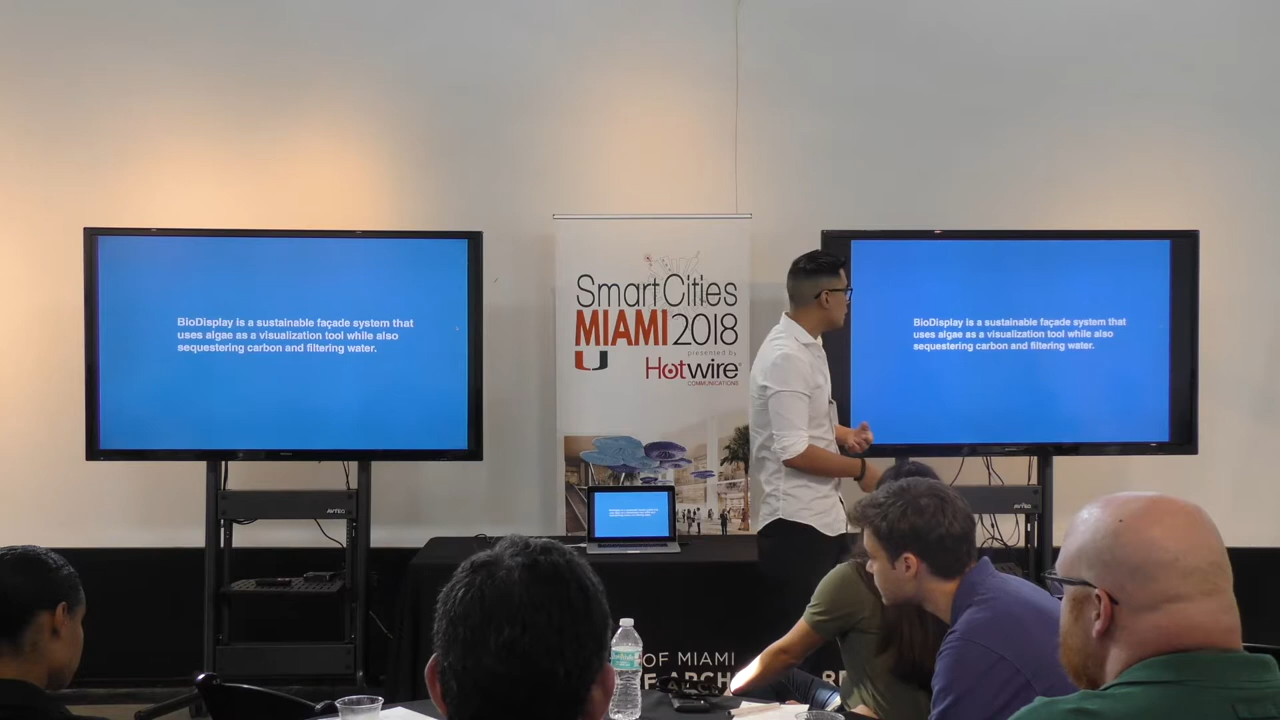 BioDisplay is a sustainable façade system that
uses algae as a visualization tool while also
sequestering carbon and filtering water.
SmartCities
MIAMI 2018
presented by
Hotwire
COMMUNICATIONS
BioDisplay is a sustainable façade system that
uses algae as a visualization tool while also
sequestering carbon and filtering water.
AVTEQ
AVTEQ
OF MIAMI